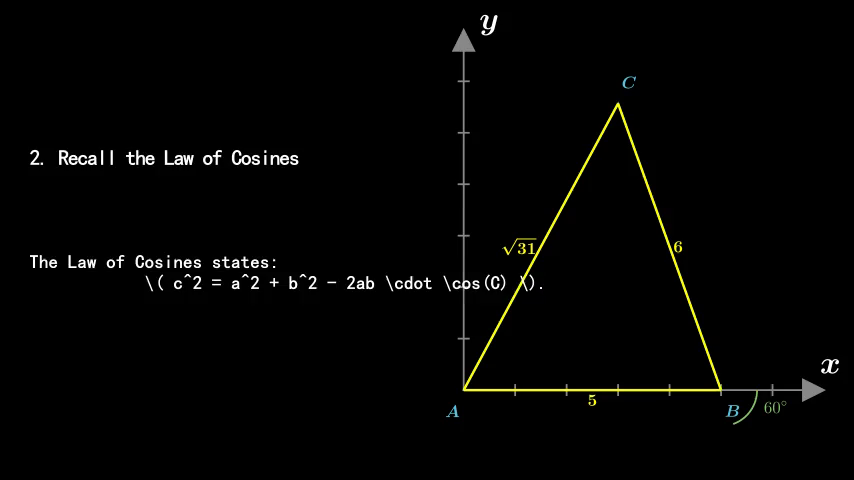 y
C
2. Recall the Law of Cosines
√31
6
The Law of Cosines states:
\( c^2 = a^2 + b^2 - 2ab \cdot \cos(C) \).
x
5
A
B
60°